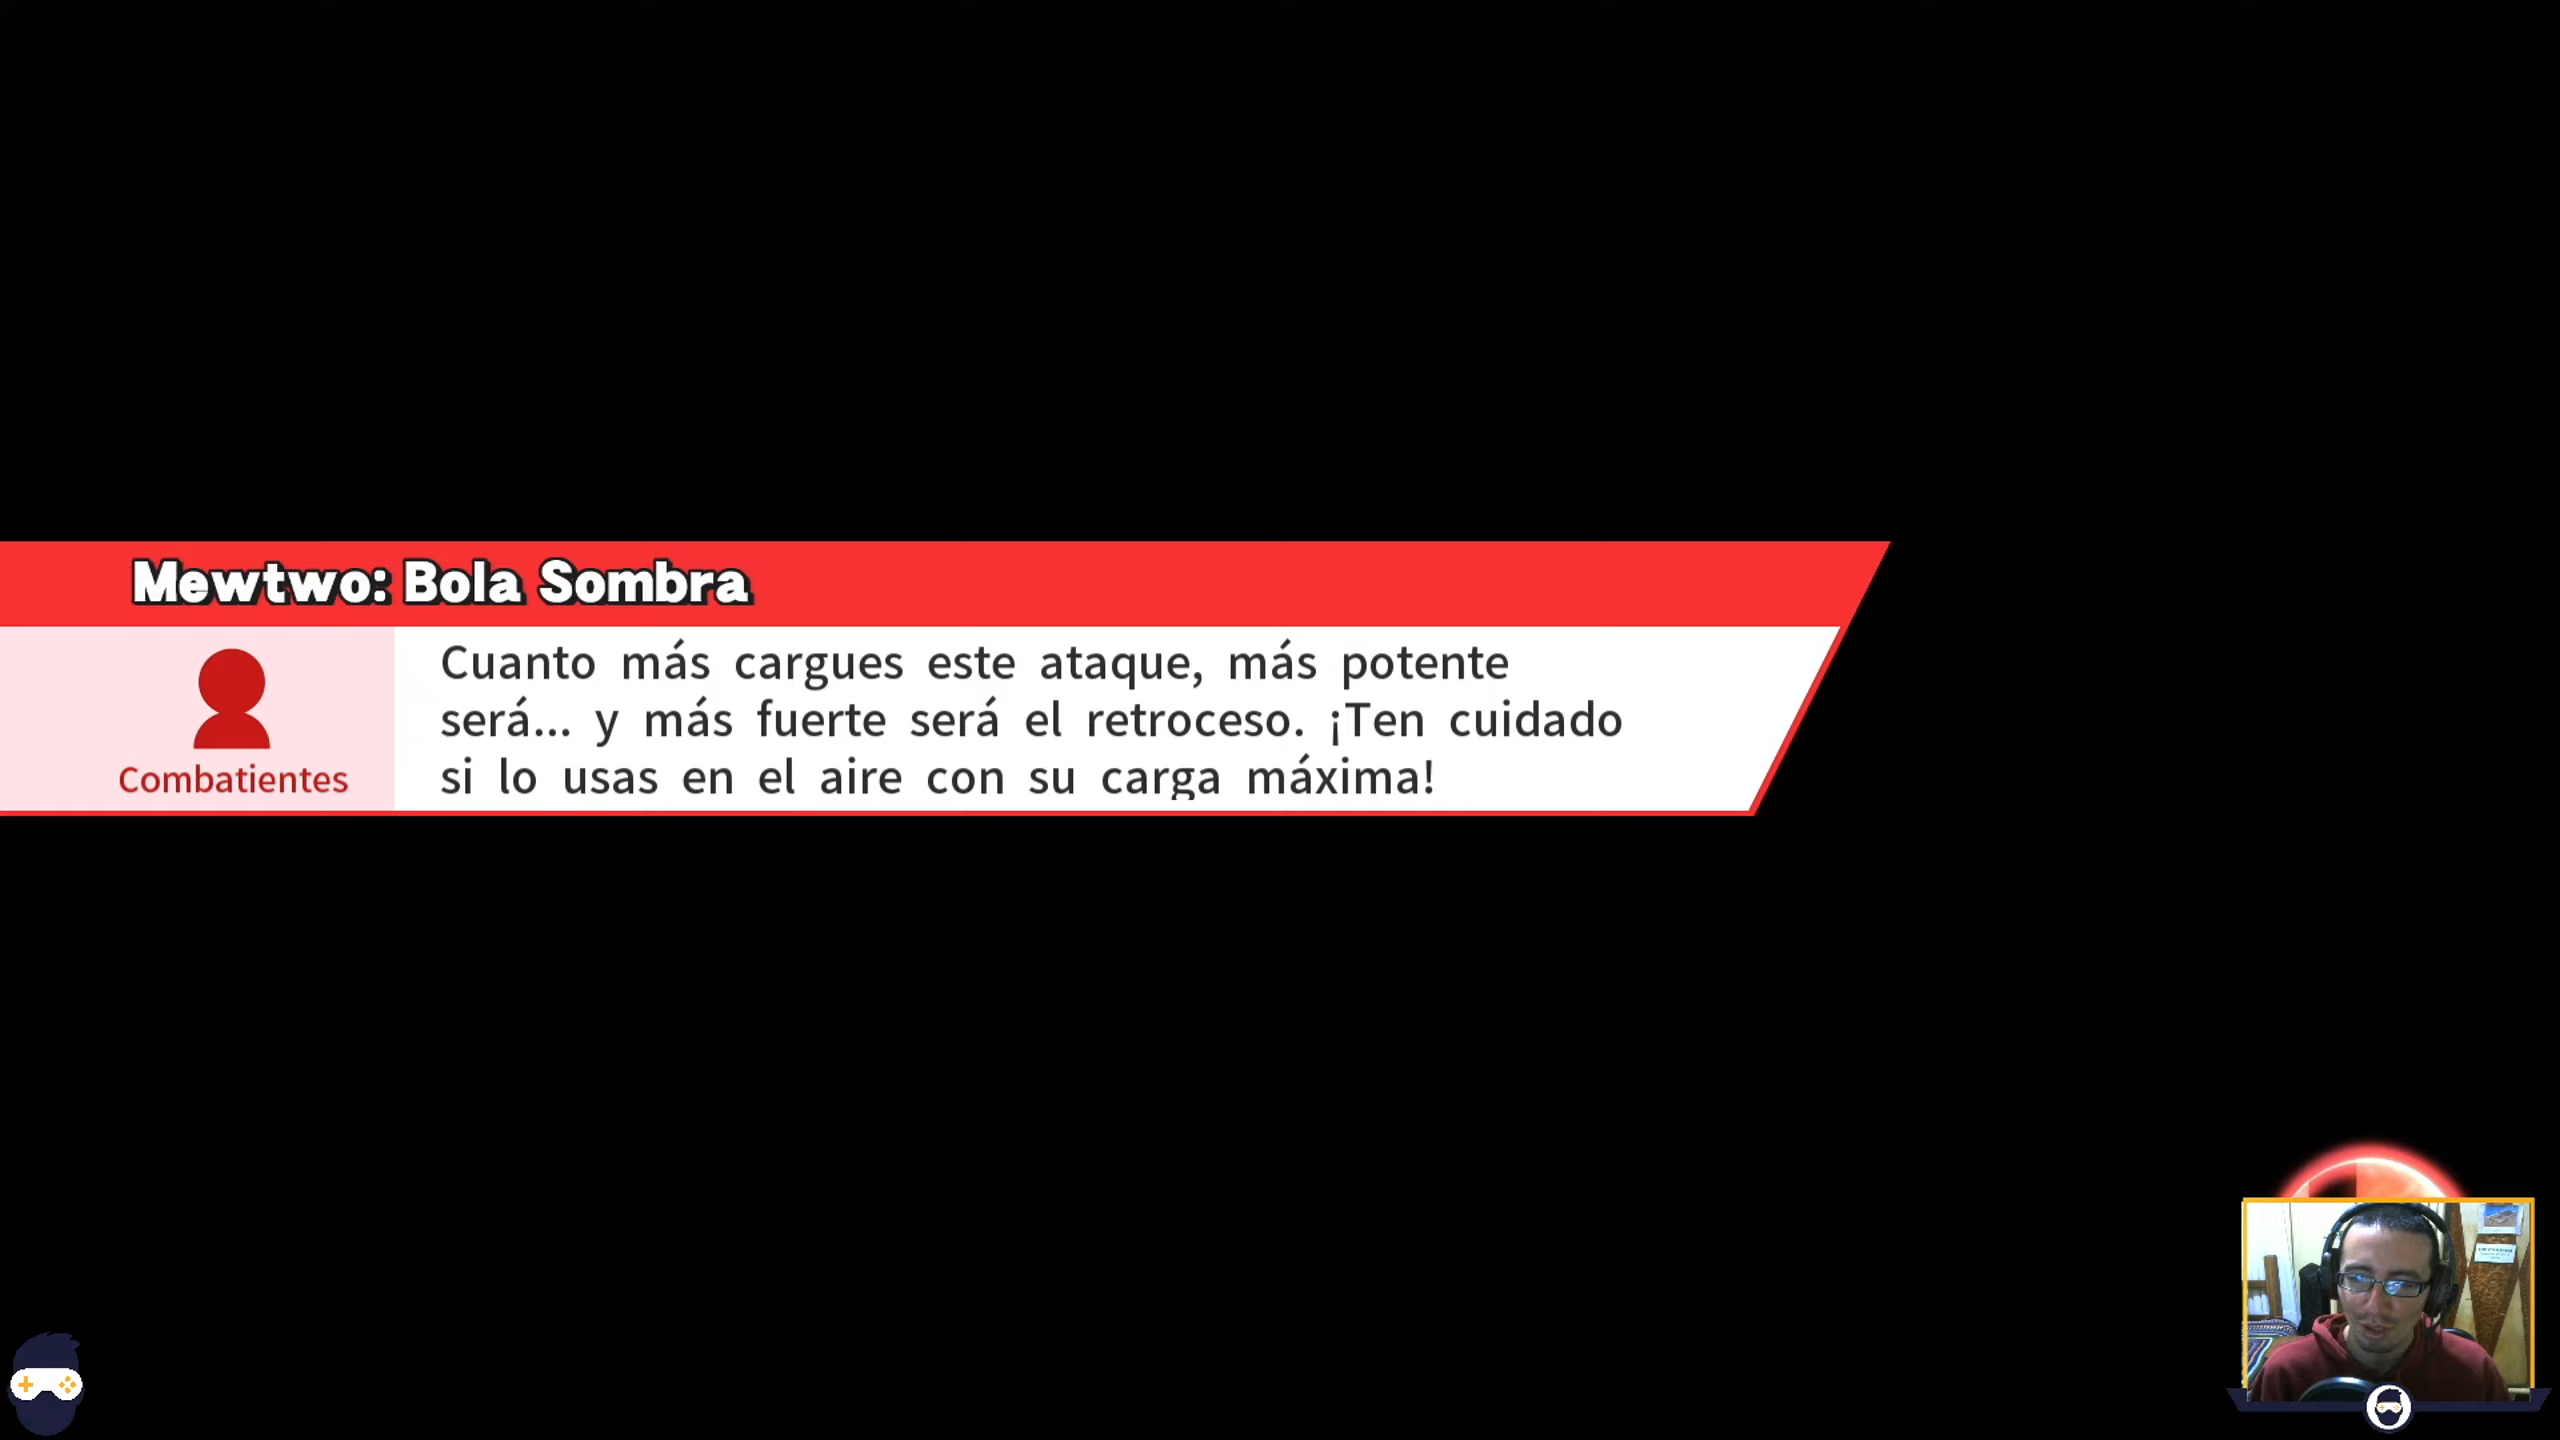 Mewtwo: Bola Sombra
Combatientes
Cuanto más cargues este ataque, más potente
será... y más fuerte será el retroceso. ¡Ten cuidado
si lo usas en el aire con su carga máxima!